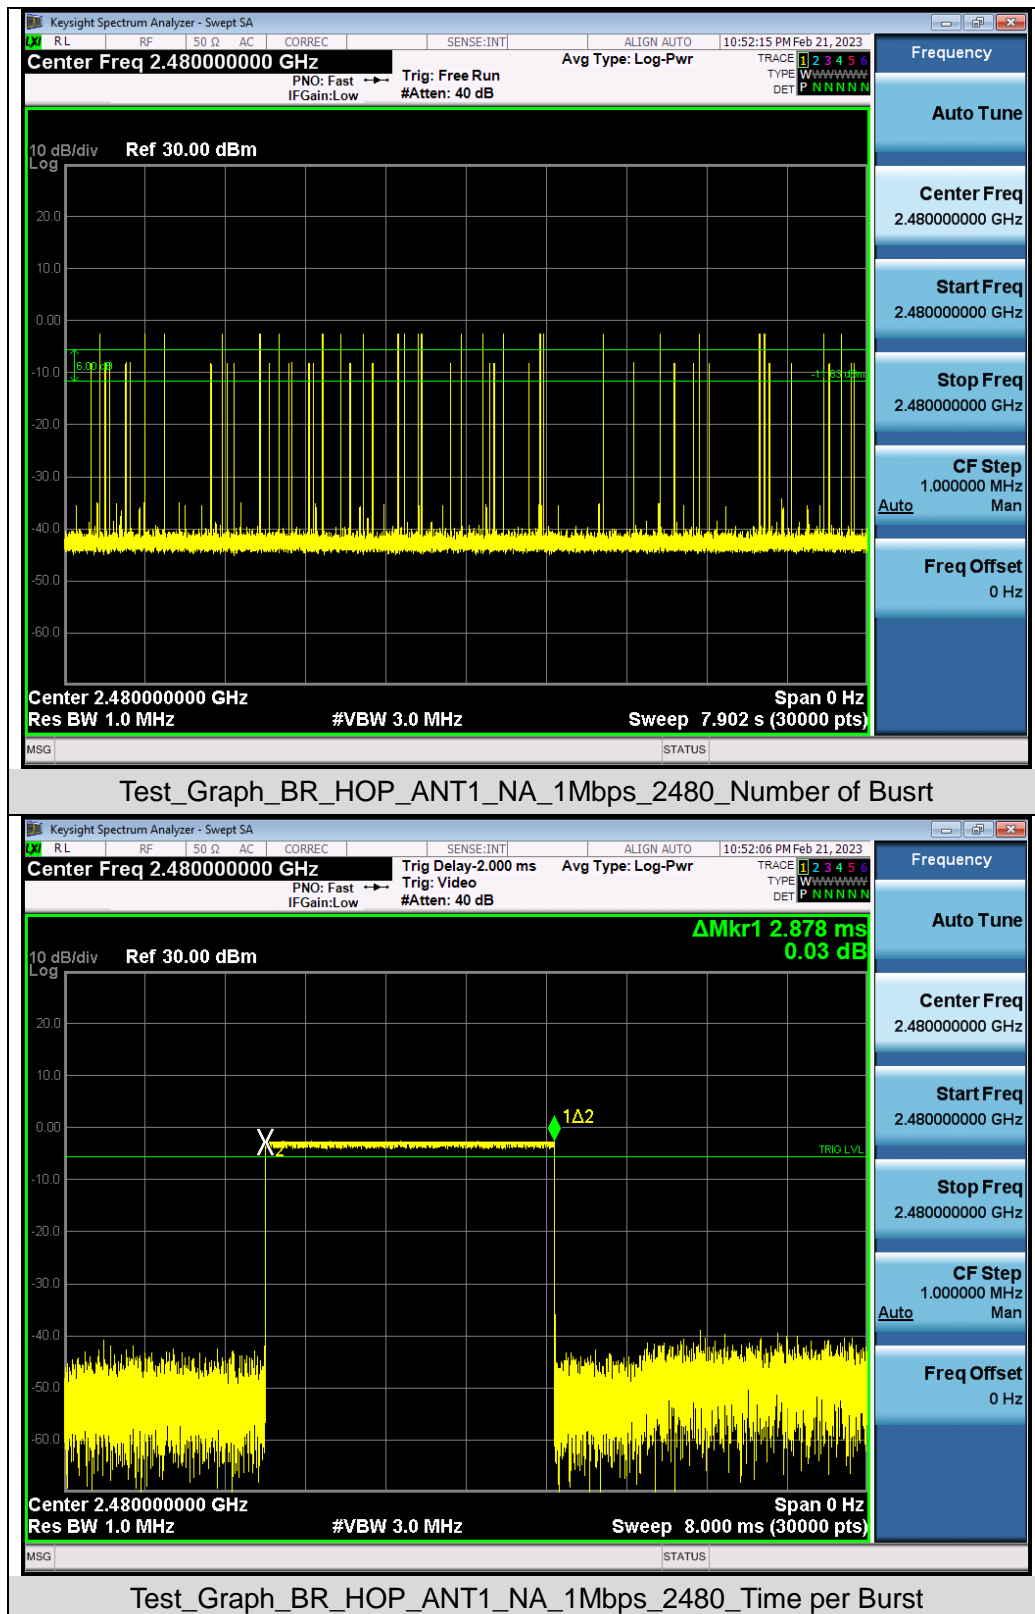 Keysight Spectrum Analyzer - Swept SA
LXI RL RF 50 Ω AC CORREC SENSE:INT ALIGN AUTO 10:52:15 PM Feb 21, 2023
Center Freq 2.480000000 GHz Avg Type: Log-Pwr TRACE 1 2 3 4 5 6
PNO: Fast Trig: Free Run TYPE WWWWWW
IFGain:Low #Atten: 40 dB DET P N N N N N
Frequency
Auto Tune
Center Freq
2.480000000 GHz
Start Freq
2.480000000 GHz
Stop Freq
2.480000000 GHz
CF Step
1.000000 MHz
Auto Man
Freq Offset
0 Hz
10 dB/div Ref 30.00 dBm
Log
20.0
10.0
0.00
6.00 dB
-10.0 -11.63 dBm
-20.0
-30.0
-40.0
-50.0
-60.0
Center 2.480000000 GHz Span 0 Hz
Res BW 1.0 MHz #VBW 3.0 MHz Sweep 7.902 s (30000 pts)
MSG STATUS
Test_Graph_BR_HOP_ANT1_NA_1Mbps_2480_Number of Busrt
Keysight Spectrum Analyzer - Swept SA
LXI RL RF 50 Ω AC CORREC SENSE:INT ALIGN AUTO 10:52:06 PM Feb 21, 2023
Center Freq 2.480000000 GHz Trig Delay-2.000 ms Avg Type: Log-Pwr TRACE 1 2 3 4 5 6
PNO: Fast Trig: Video TYPE WWWWWW
IFGain:Low #Atten: 40 dB DET P N N N N N
Frequency
Auto Tune
Center Freq
2.480000000 GHz
Start Freq
2.480000000 GHz
Stop Freq
2.480000000 GHz
CF Step
1.000000 MHz
Auto Man
Freq Offset
0 Hz
ΔMkr1 2.878 ms
0.03 dB
10 dB/div Ref 30.00 dBm
Log
20.0
10.0
0.00
1Δ2
2
TRIG LVL
-10.0
-20.0
-30.0
-40.0
-50.0
-60.0
Center 2.480000000 GHz Span 0 Hz
Res BW 1.0 MHz #VBW 3.0 MHz Sweep 8.000 ms (30000 pts)
MSG STATUS
Test_Graph_BR_HOP_ANT1_NA_1Mbps_2480_Time per Burst